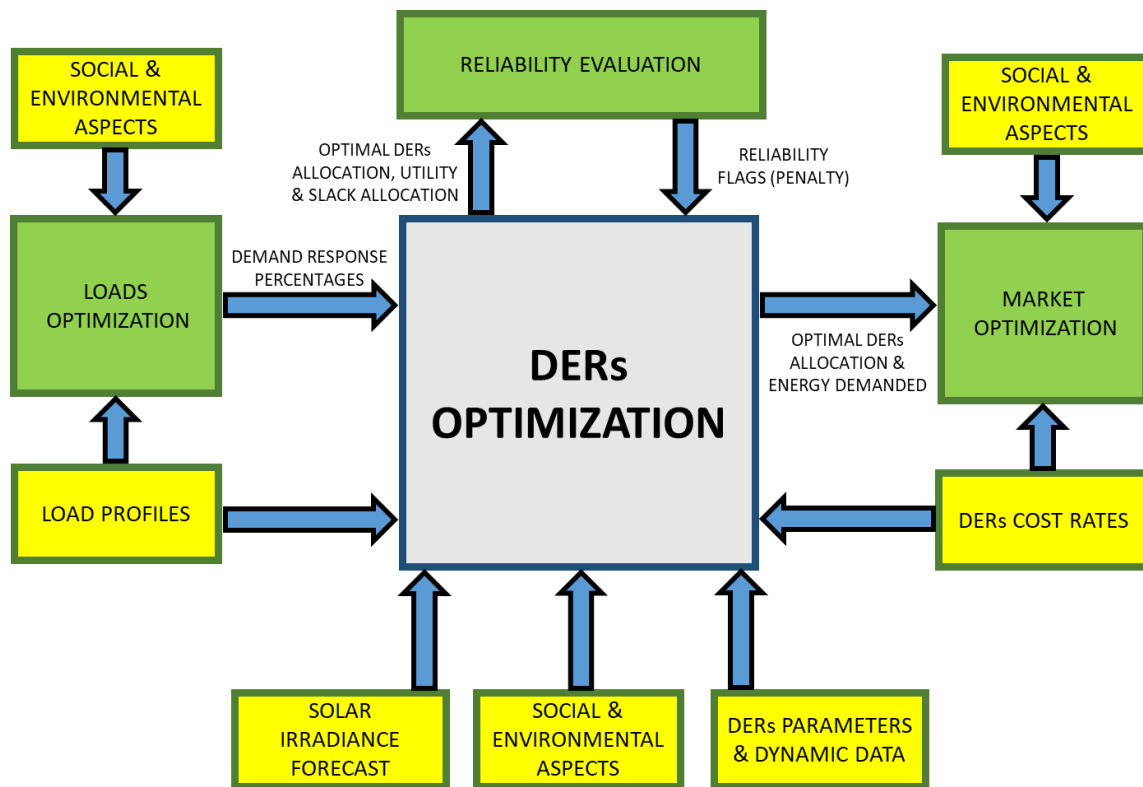 RELIABILITY EVALUATION
SOCIAL &
ENVIRONMENTAL
ASPECTS
SOCIAL &
ENVIRONMENTAL
ASPECTS
OPTIMAL DERs
ALLOCATION, UTILITY
& SLACK ALLOCATION
RELIABILITY
FLAGS (PENALTY)
LOADS
OPTIMIZATION
DEMAND RESPONSE
PERCENTAGES
DERs
OPTIMIZATION
OPTIMAL DERs
ALLOCATION &
ENERGY DEMANDED
MARKET
OPTIMIZATION
LOAD PROFILES
DERs COST RATES
SOLAR
IRRADIANCE
FORECAST
SOCIAL &
ENVIRONMENTAL
ASPECTS
DERs PARAMETERS
& DYNAMIC DATA